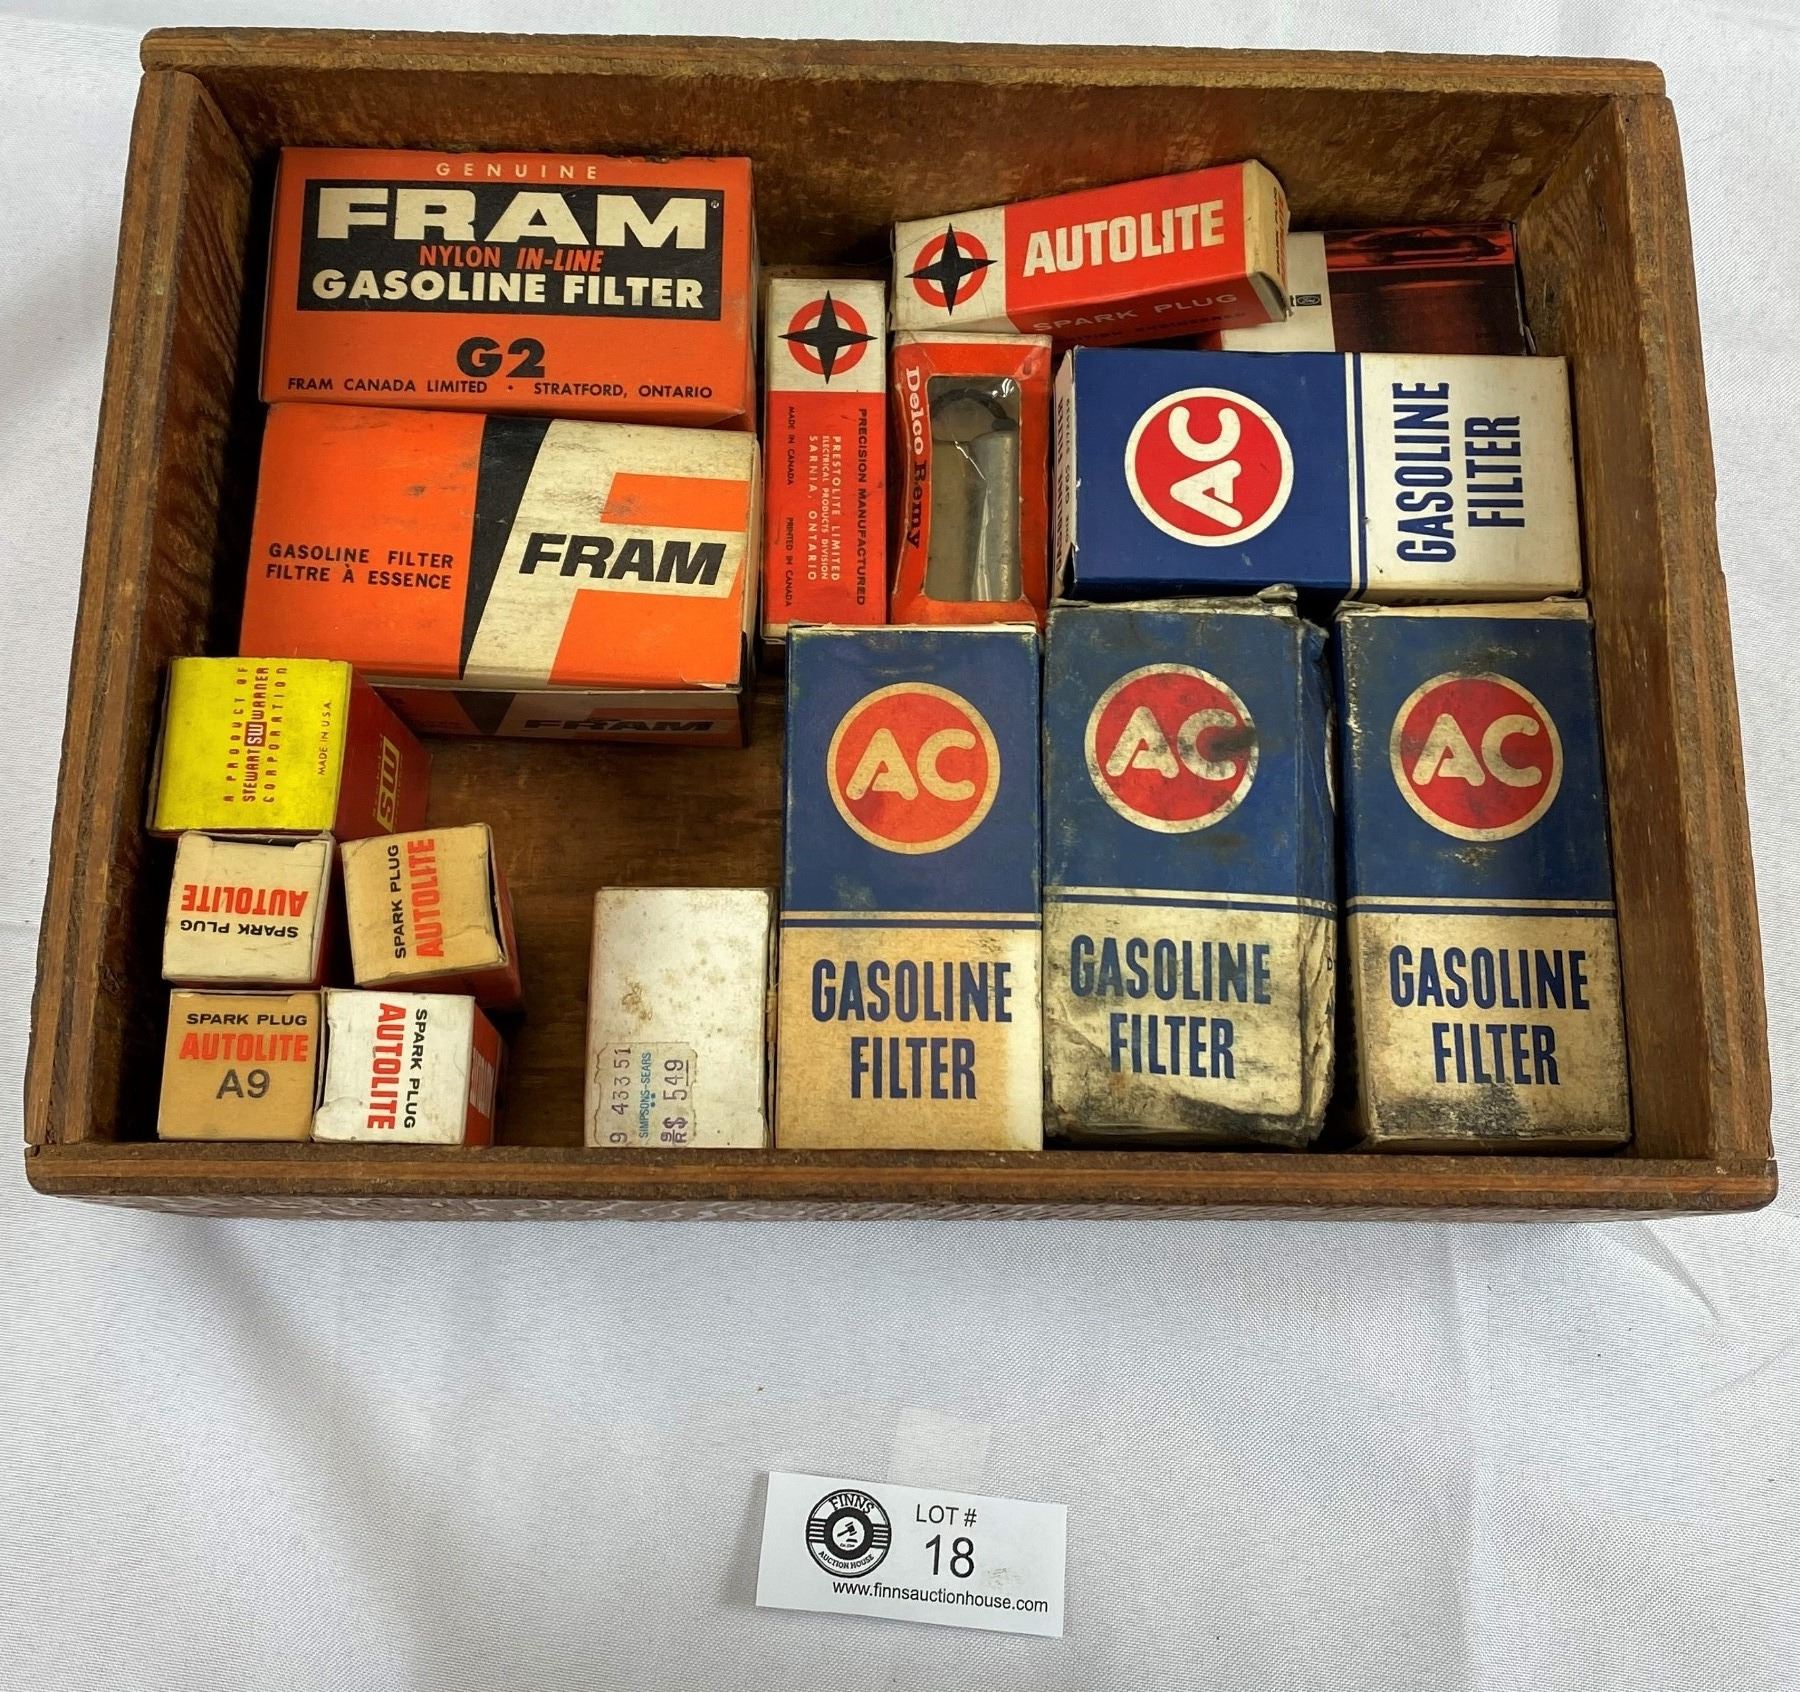 GENUINE
FRAM
NYLON IN-LINE
GASOLINE FILTER
G2
FRAM CANADA LIMITED · STRATFORD, ONTARIO
GASOLINE FILTER
FILTRE À ESSENCE
FRAM
FRAM
AUTOLITE
SPARK PLUG
PRECISION MANUFACTURED
PRESTOLITE LIMITED
ELECTRICAL PRODUCTS DIVISION
SARNIA, ONTARIO
MADE IN CANADA PRINTED IN CANADA
Delco Remy
AC
GASOLINE
FILTER
A PRODUCT OF
STEWART SW WARNER
CORPORATION
MADE IN U.S.A.
SPARK PLUG
AUTOLITE
SPARK PLUG
AUTOLITE
SPARK PLUG
AUTOLITE
A9
SPARK PLUG
AUTOLITE
9 43351
SIMPSONS-SEARS
$ 549
AC
GASOLINE
FILTER
AC
GASOLINE
FILTER
AC
GASOLINE
FILTER
FINNS
AUCTION HOUSE
LOT #
18
www.finnsauctionhouse.com